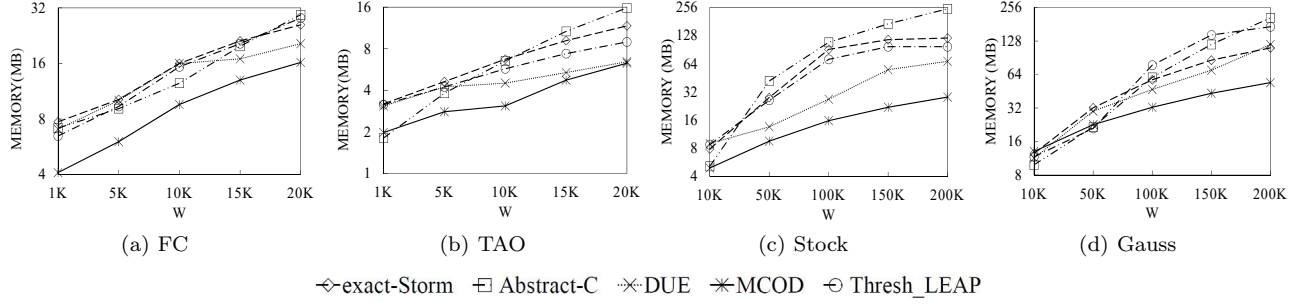 MEMORY(MB)
32
16
8
4
1K 5K 10K 15K 20K
W
(a) FC
MEMORY (MB)
16
8
4
2
1
1K 5K 10K 15K 20K
W
(b) TAO
MEMORY (MB)
256
128
64
32
16
8
4
10K 50K 100K 150K 200K
W
(c) Stock
MEMORY (MB)
256
128
64
32
16
8
10K 50K 100K 150K 200K
W
(d) Gauss
exact-Storm Abstract-C DUE MCOD Thresh_LEAP